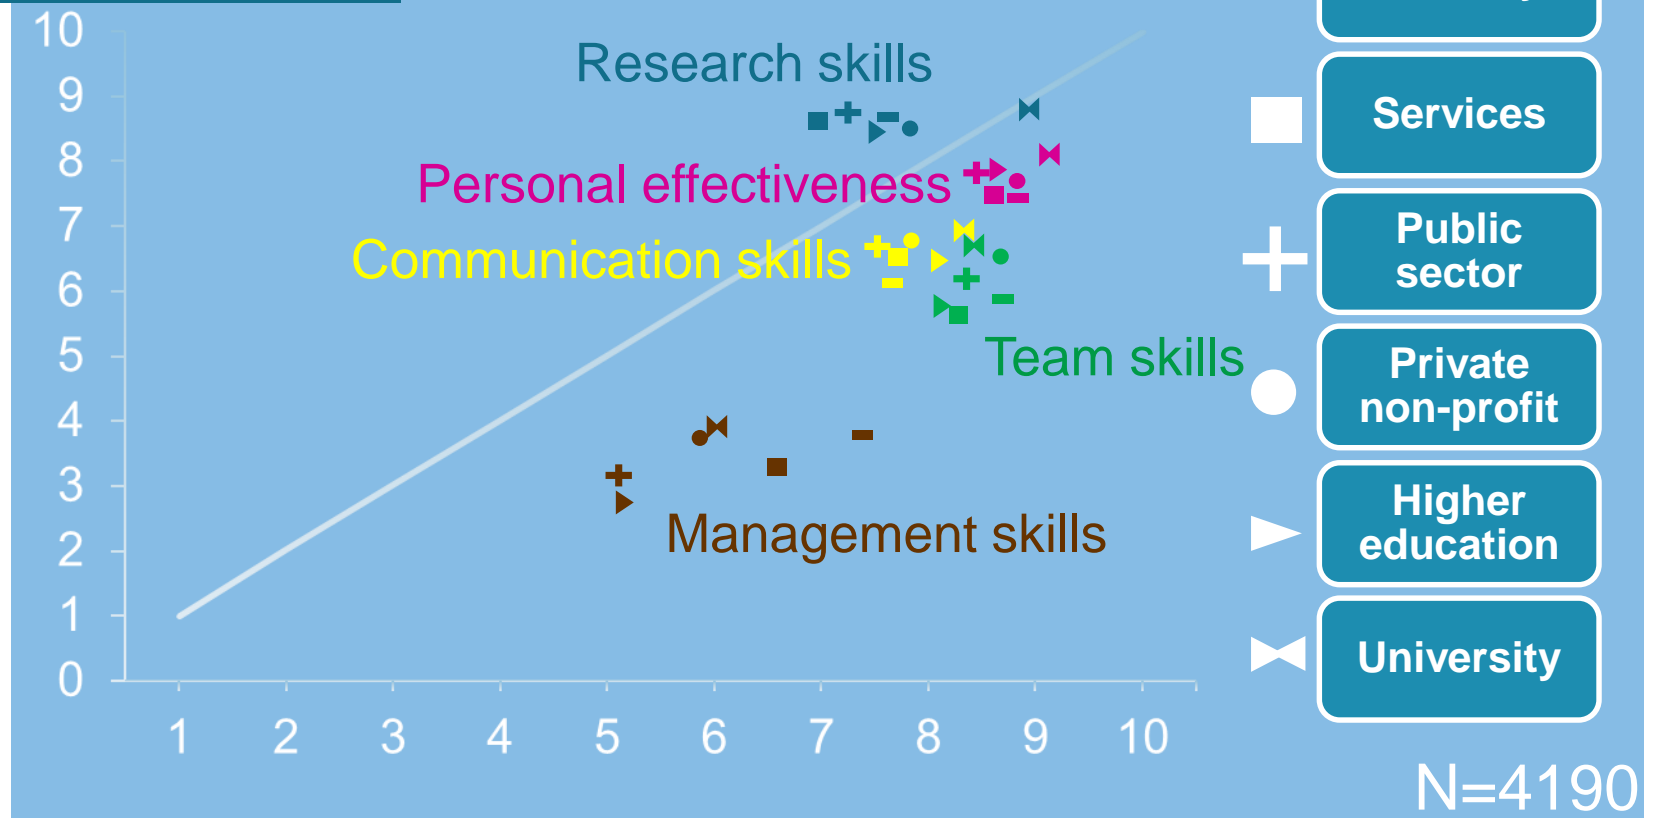 10
Research skills
9
Services
8
Personal effectiveness
7
Public
sector
Communication skills
6
5
Team skills
Private
non-profit
4
3
Higher
education
Management skills
2
1
University
0
1 2 3 4 5 6 7 8 9 10
N=4190